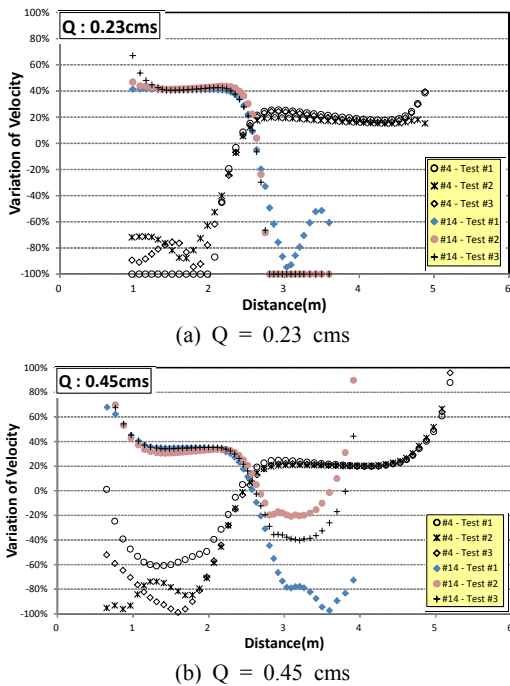 Q : 0.23cms
Variation of Velocity
100%
80%
60%
40%
20%
0%
-20%
-40%
-60%
-80%
-100%
#4 - Test #1
#4 - Test #2
#4 - Test #3
#14 - Test #1
#14 - Test #2
#14 - Test #3
0 1 2 3 4 5 6
Distance(m)
(a) Q = 0.23 cms
Q : 0.45cms
Variation of Velocity
100%
80%
60%
40%
20%
0%
-20%
-40%
-60%
-80%
-100%
#4 - Test #1
#4 - Test #2
#4 - Test #3
#14 - Test #1
#14 - Test #2
#14 - Test #3
0 1 2 3 4 5 6
Distance(m)
(b) Q = 0.45 cms